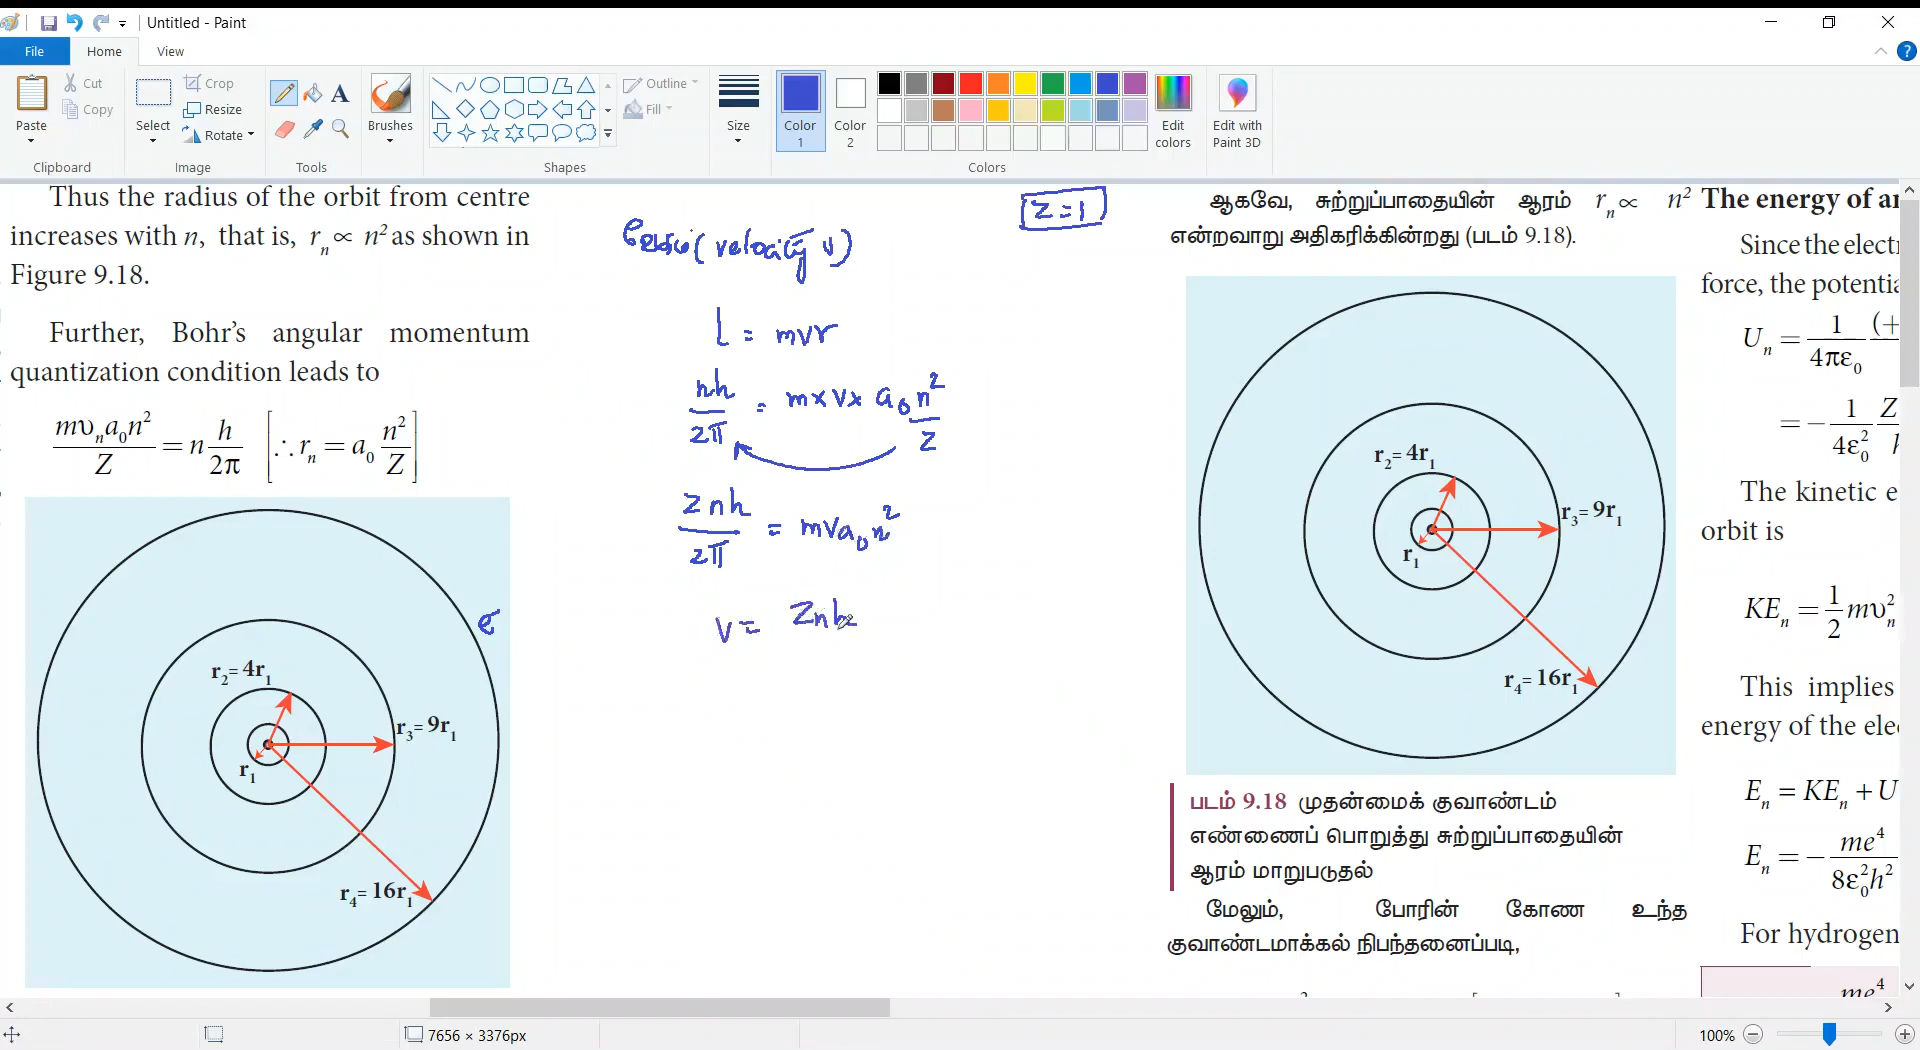 Untitled - Paint
File Home View
Cut
Copy
Paste
Clipboard
Select
Crop
Resize
Rotate
Image
Tools
Brushes
Shapes
Outline
Fill
Size
Color 1
Color 2
Colors
Edit colors
Edit with Paint 3D
Thus the radius of the orbit from centre
increases with n, that is, rₙ ∝ n² as shown in
Figure 9.18.
Further, Bohr's angular momentum
quantization condition leads to
mυₙa₀n²/Z = n h/2π [∴ rₙ = a₀ n²/Z]
r₂= 4r₁
r₃= 9r₁
r₁
r₄= 16r₁
(velocity v)
L = mvr
nh/2π = m×v× a₀ n²/Z
Znh/2π = mva₀n²
v = Znh
Z=1
ஆகவே, சுற்றுப்பாதையின் ஆரம் rₙ ∝ n²
என்றவாறு அதிகரிக்கின்றது (படம் 9.18).
r₂= 4r₁
r₃= 9r₁
r₁
r₄= 16r₁
படம் 9.18 முதன்மைக் குவாண்டம்
எண்ணைப் பொறுத்து சுற்றுப்பாதையின்
ஆரம் மாறுபடுதல்
மேலும், போரின் கோண உந்த
குவாண்டமாக்கல் நிபந்தனைப்படி,
The energy of
Since the
force, the
Uₙ = 1/4πε₀ (+
= − 1/4ε₀² Z
The kinetic
orbit is
KEₙ = 1/2 mυₙ²
This implies
energy of the
Eₙ = KEₙ + U
Eₙ = − me⁴/8ε₀²h²
For hydrogen
me⁴
7656 × 3376px
100%